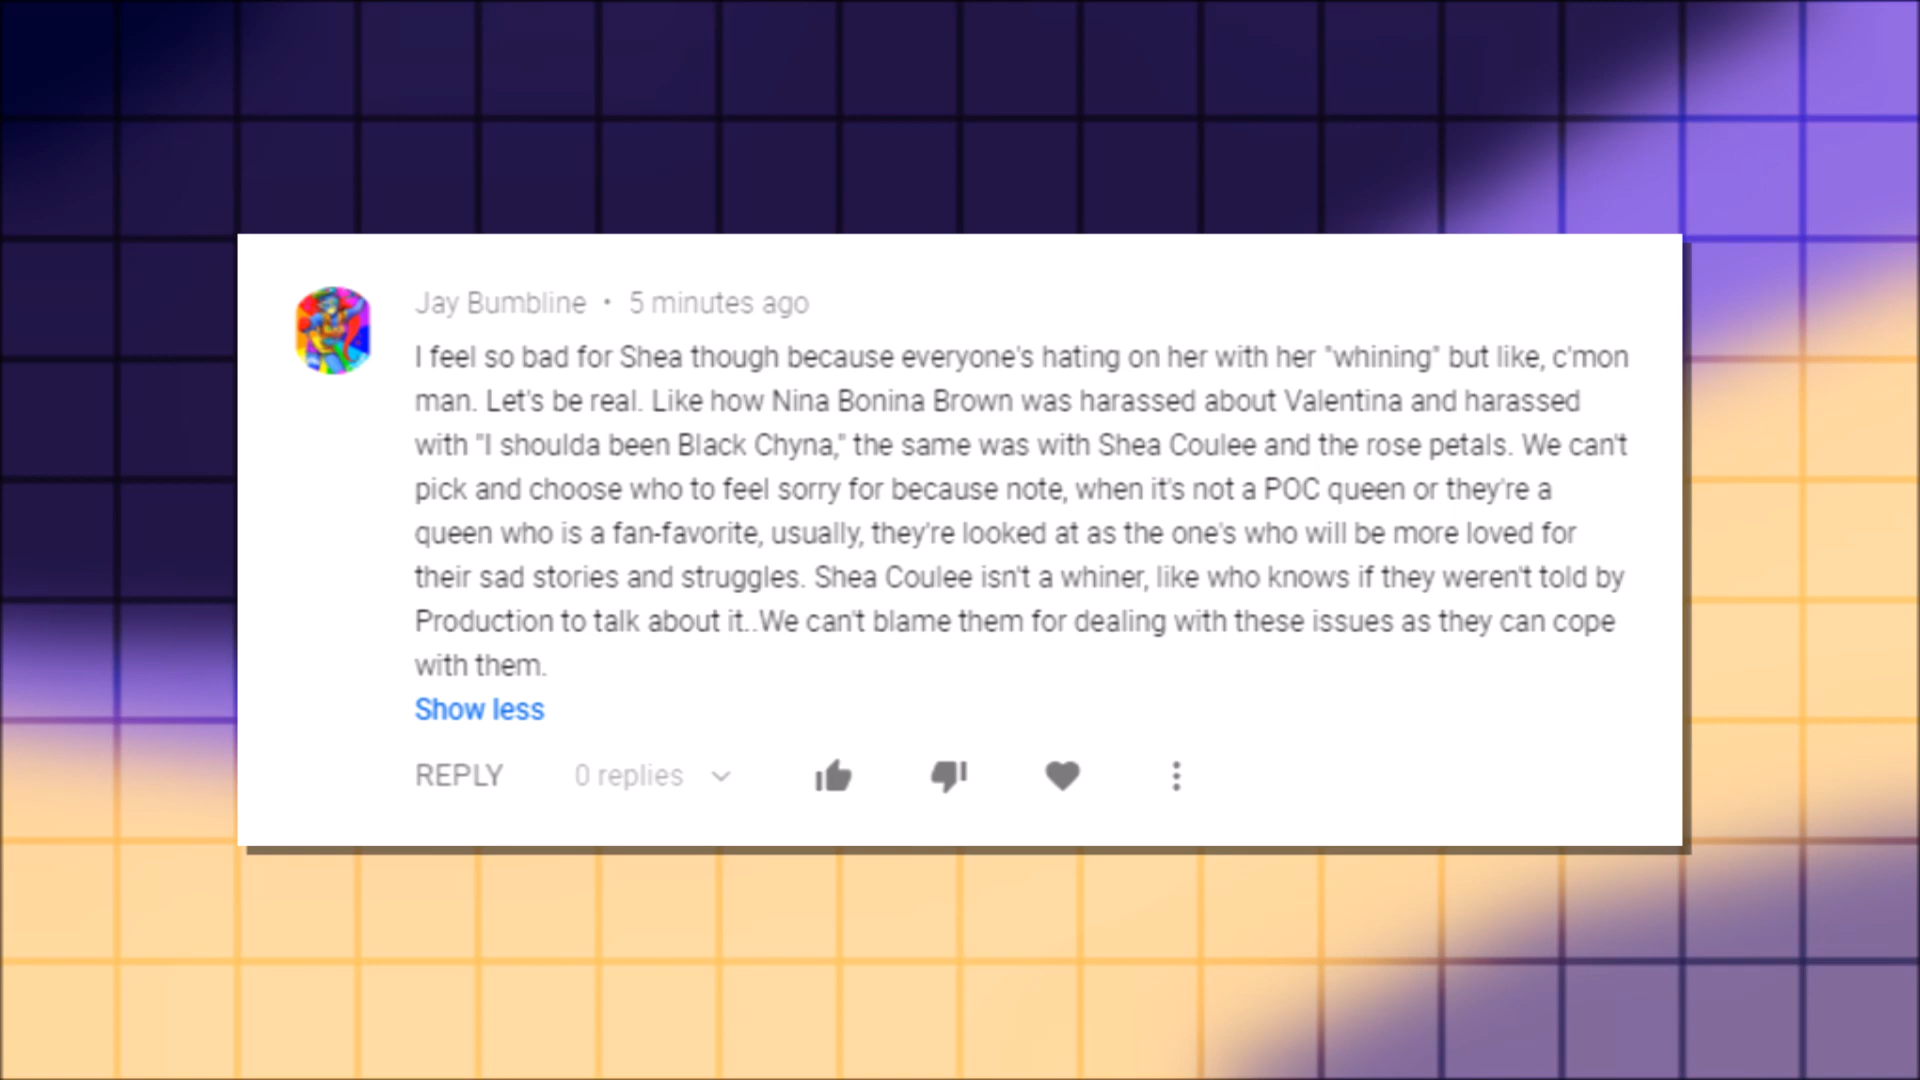 Jay Bumbline • 5 minutes ago
I feel so bad for Shea though because everyone's hating on her with her "whining" but like, c'mon
man. Let's be real. Like how Nina Bonina Brown was harassed about Valentina and harassed
with "I shoulda been Black Chyna," the same was with Shea Coulee and the rose petals. We can't
pick and choose who to feel sorry for because note, when it's not a POC queen or they're a
queen who is a fan-favorite, usually, they're looked at as the one's who will be more loved for
their sad stories and struggles. Shea Coulee isn't a whiner, like who knows if they weren't told by
Production to talk about it..We can't blame them for dealing with these issues as they can cope
with them.
Show less
REPLY 0 replies